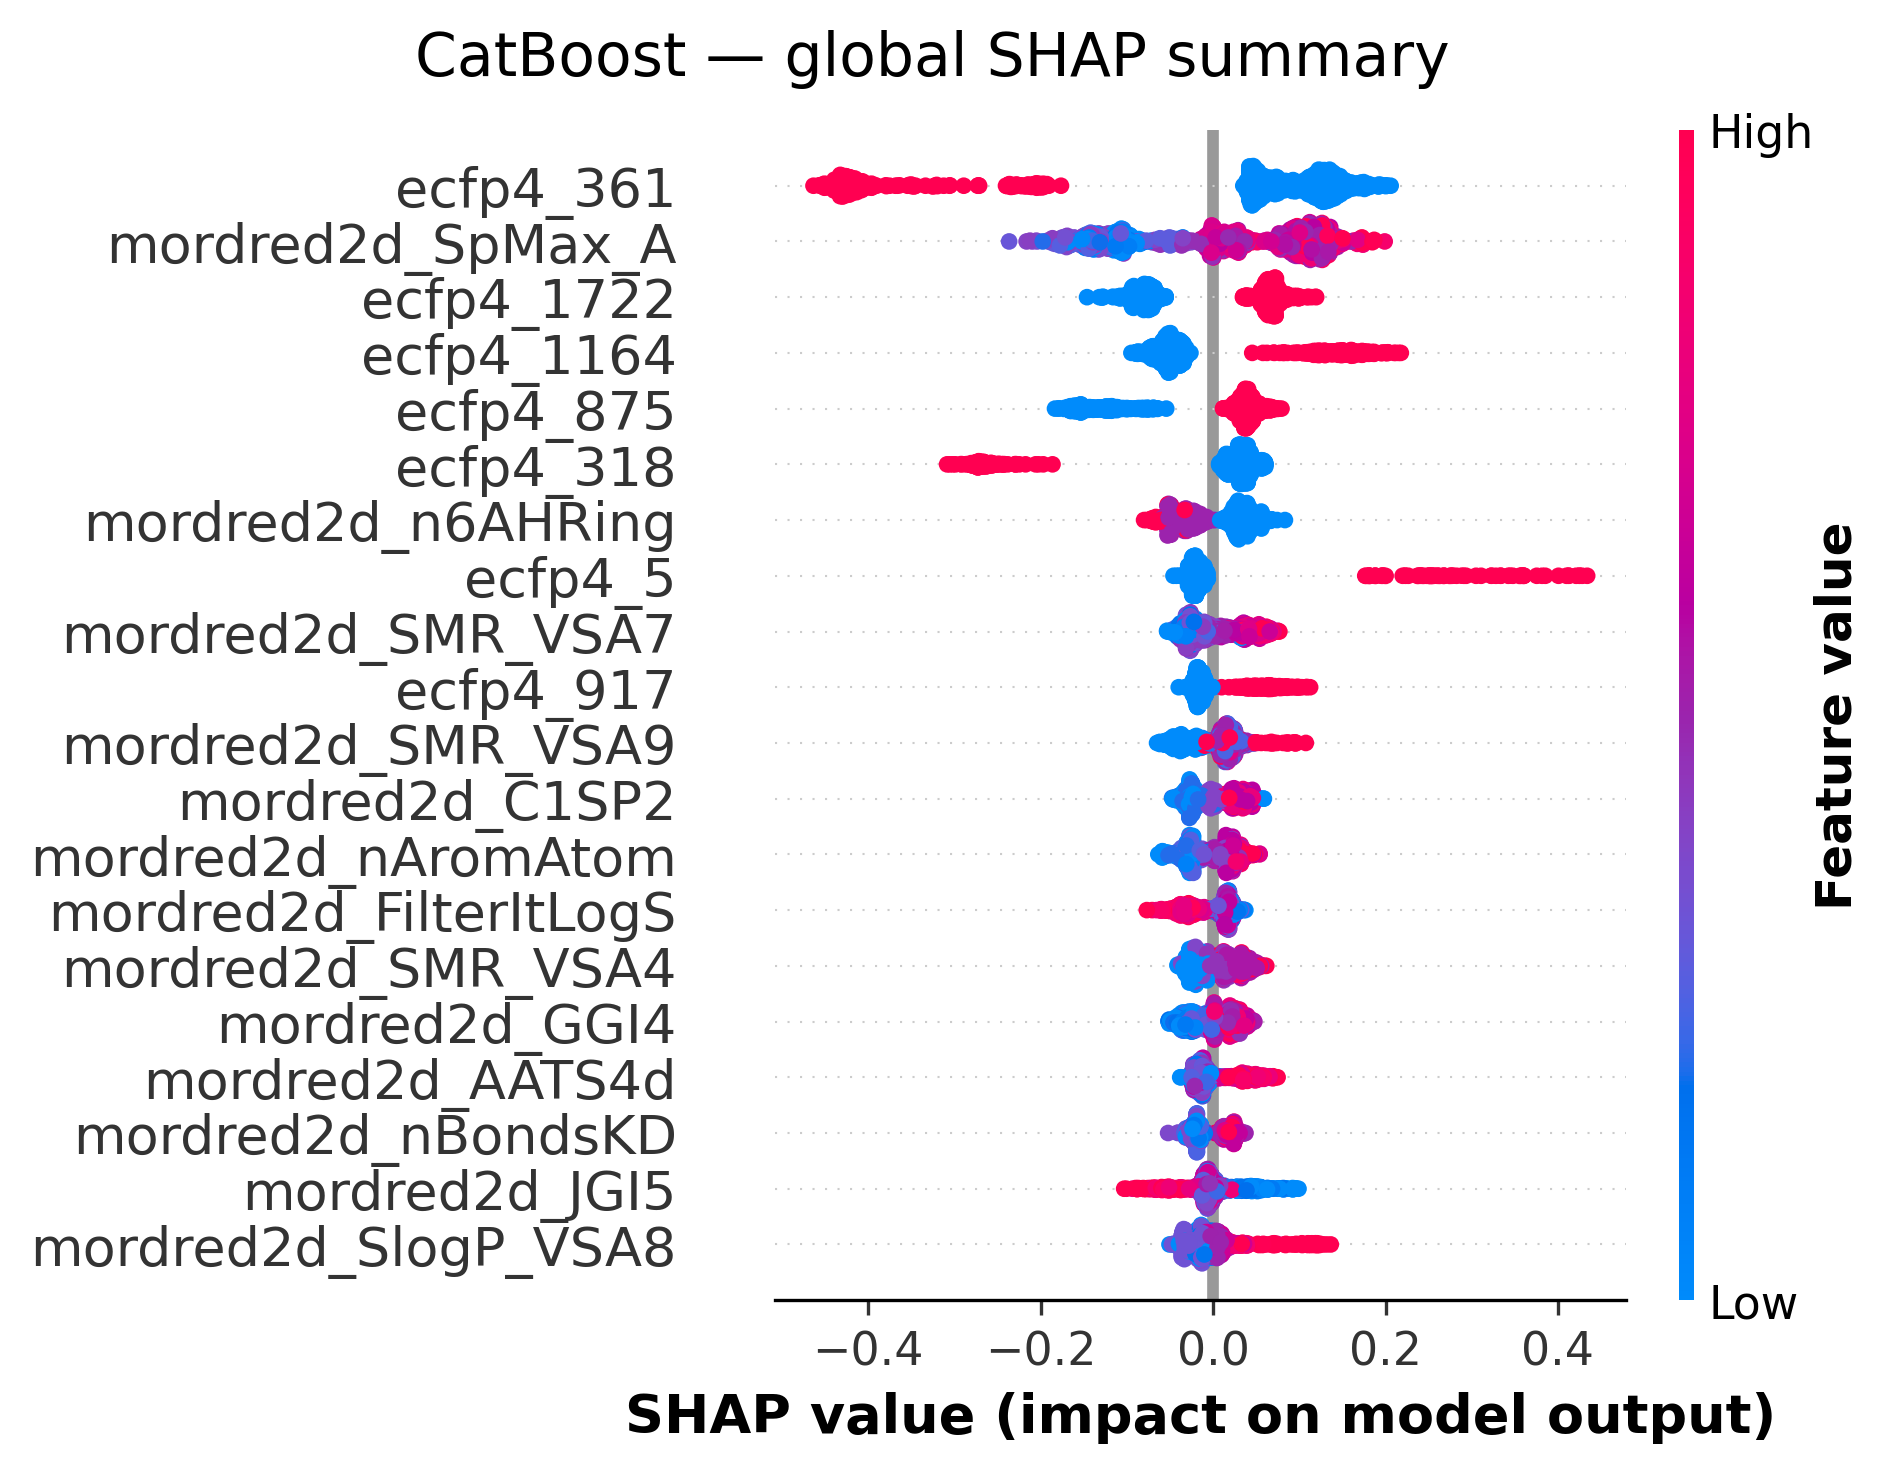 CatBoost — global SHAP summary
High
ecfp4_361
mordred2d_SpMax_A
ecfp4_1722
ecfp4_1164
ecfp4_875
ecfp4_318
mordred2d_n6AHRing
ecfp4_5
mordred2d_SMR_VSA7
ecfp4_917
mordred2d_SMR_VSA9
mordred2d_C1SP2
mordred2d_nAromAtom
mordred2d_FilterItLogS
mordred2d_SMR_VSA4
mordred2d_GGI4
mordred2d_AATS4d
mordred2d_nBondsKD
mordred2d_JGI5
mordred2d_SlogP_VSA8
Feature value
Low
−0.4 −0.2 0.0 0.2 0.4
SHAP value (impact on model output)